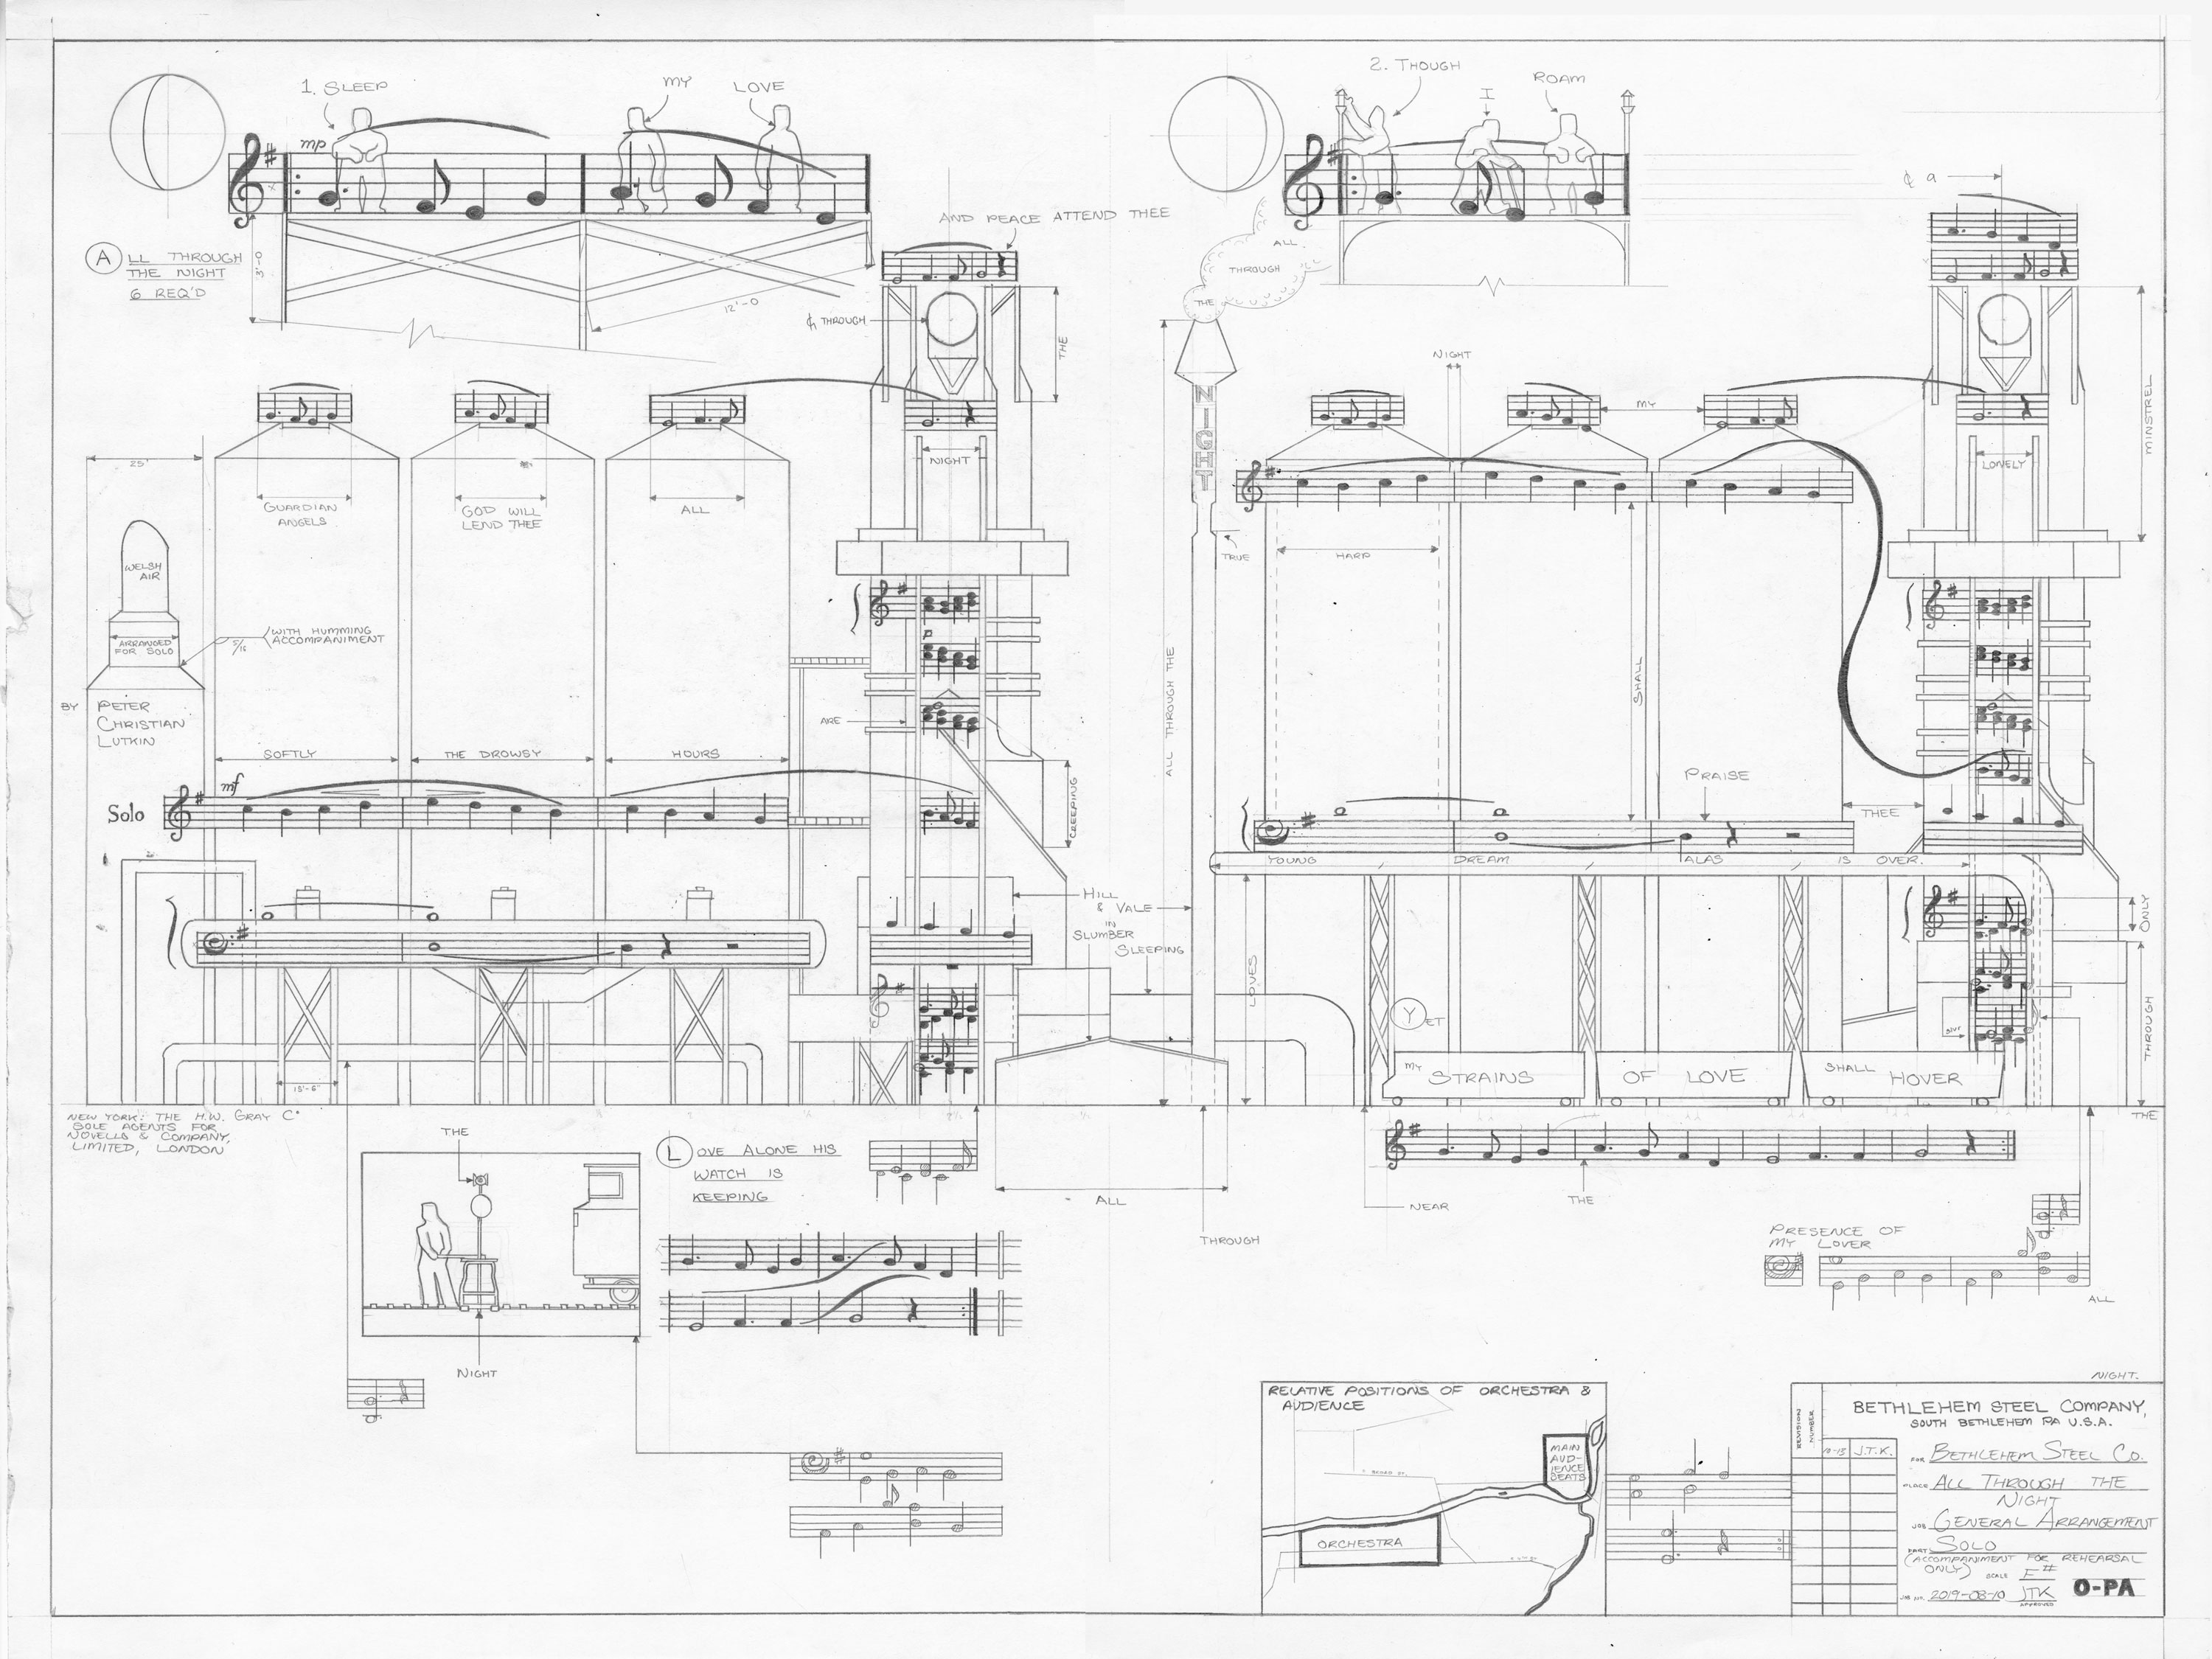 1. SLEEP
MY
LOVE
mp
A LL THROUGH
THE NIGHT
6 REQ'D
3'-0
12'-0
AND PEACE ATTEND THEE
℄ THROUGH
THE
NIGHT
25'
GUARDIAN
ANGELS
GOD WILL
LEND THEE
ALL
WELSH
AIR
ARRANGED
FOR SOLO
5/16
WITH HUMMING
ACCOMPANIMENT
BY PETER
CHRISTIAN
LUTKIN
ARE
SOFTLY
THE DROWSY
HOURS
CREEPING
Solo
mf
P
HILL
& VALE
IN
SLUMBER
SLEEPING
13'-6"
NEW YORK: THE H.W. GRAY Co
SOLE AGENTS FOR
NOVELLO & COMPANY,
LIMITED, LONDON
THE
NIGHT
L OVE ALONE HIS
WATCH IS
KEEPING
ALL
THROUGH
2. THOUGH
I
ROAM
℄ a
ALL
THROUGH
THE
NIGHT
NIGHT
MY
MINSTREL
LONELY
TRUE
HARP
SHALL
ALL THROUGH THE
PRAISE
THEE
YOUNG, DREAM ALAS, IS OVER.
LOVES
ONLY
THROUGH
Y ET
MY STRAINS
OF LOVE
SHALL HOVER
THE
NEAR
THE
PRESENCE OF
MY LOVER
ALL
NIGHT.
RELATIVE POSITIONS OF ORCHESTRA &
AUDIENCE
MAIN
AUD-
IENCE
SEATS
ORCHESTRA
REVISION
NUMBER
J.T.K.
BETHLEHEM STEEL COMPANY,
SOUTH BETHLEHEM PA U.S.A.
FOR BETHLEHEM STEEL CO.
PLACE ALL THROUGH THE
NIGHT
JOB GENERAL ARRANGEMENT
PART SOLO
(ACCOMPANIMENT FOR REHEARSAL
ONLY) SCALE F#
JOB NO. 2019-08-10 JTK O-PA
APPROVED